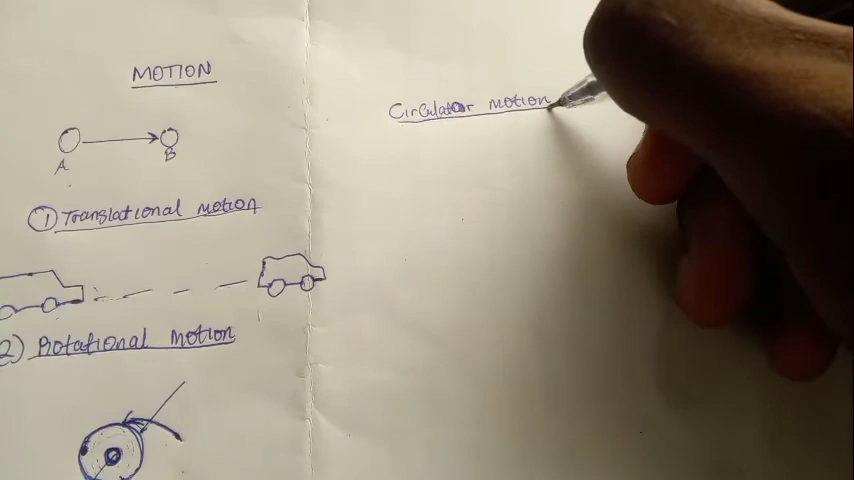 MOTION
A
B
① Translational MOTION
2) Rotational MOTION
Circular MOTION